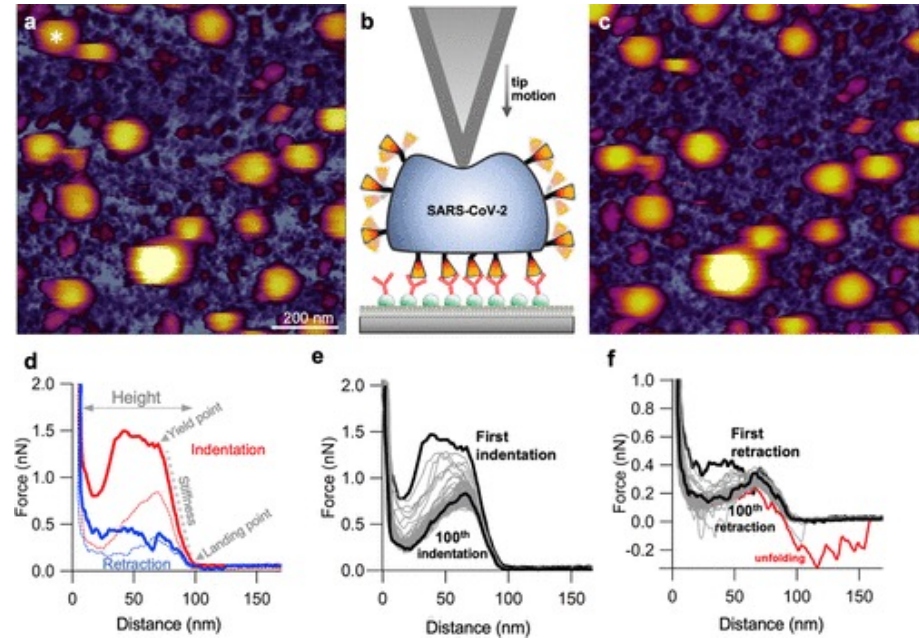 a
*
200 nm
b
tip
motion
SARS-CoV-2
c
d
2.0
1.5
1.0
0.5
0.0
Force (nN)
Height
Yield point
Indentation
Stiffness
Landing point
Retraction
0 50 100 150
Distance (nm)
e
2.0
1.5
1.0
0.5
0.0
Force (nN)
First
indentation
100th
indentation
0 50 100 150
Distance (nm)
f
1.0
0.8
0.6
0.4
0.2
0.0
-0.2
Force (nN)
First
retraction
100th
retraction
unfolding
0 50 100 150
Distance (nm)